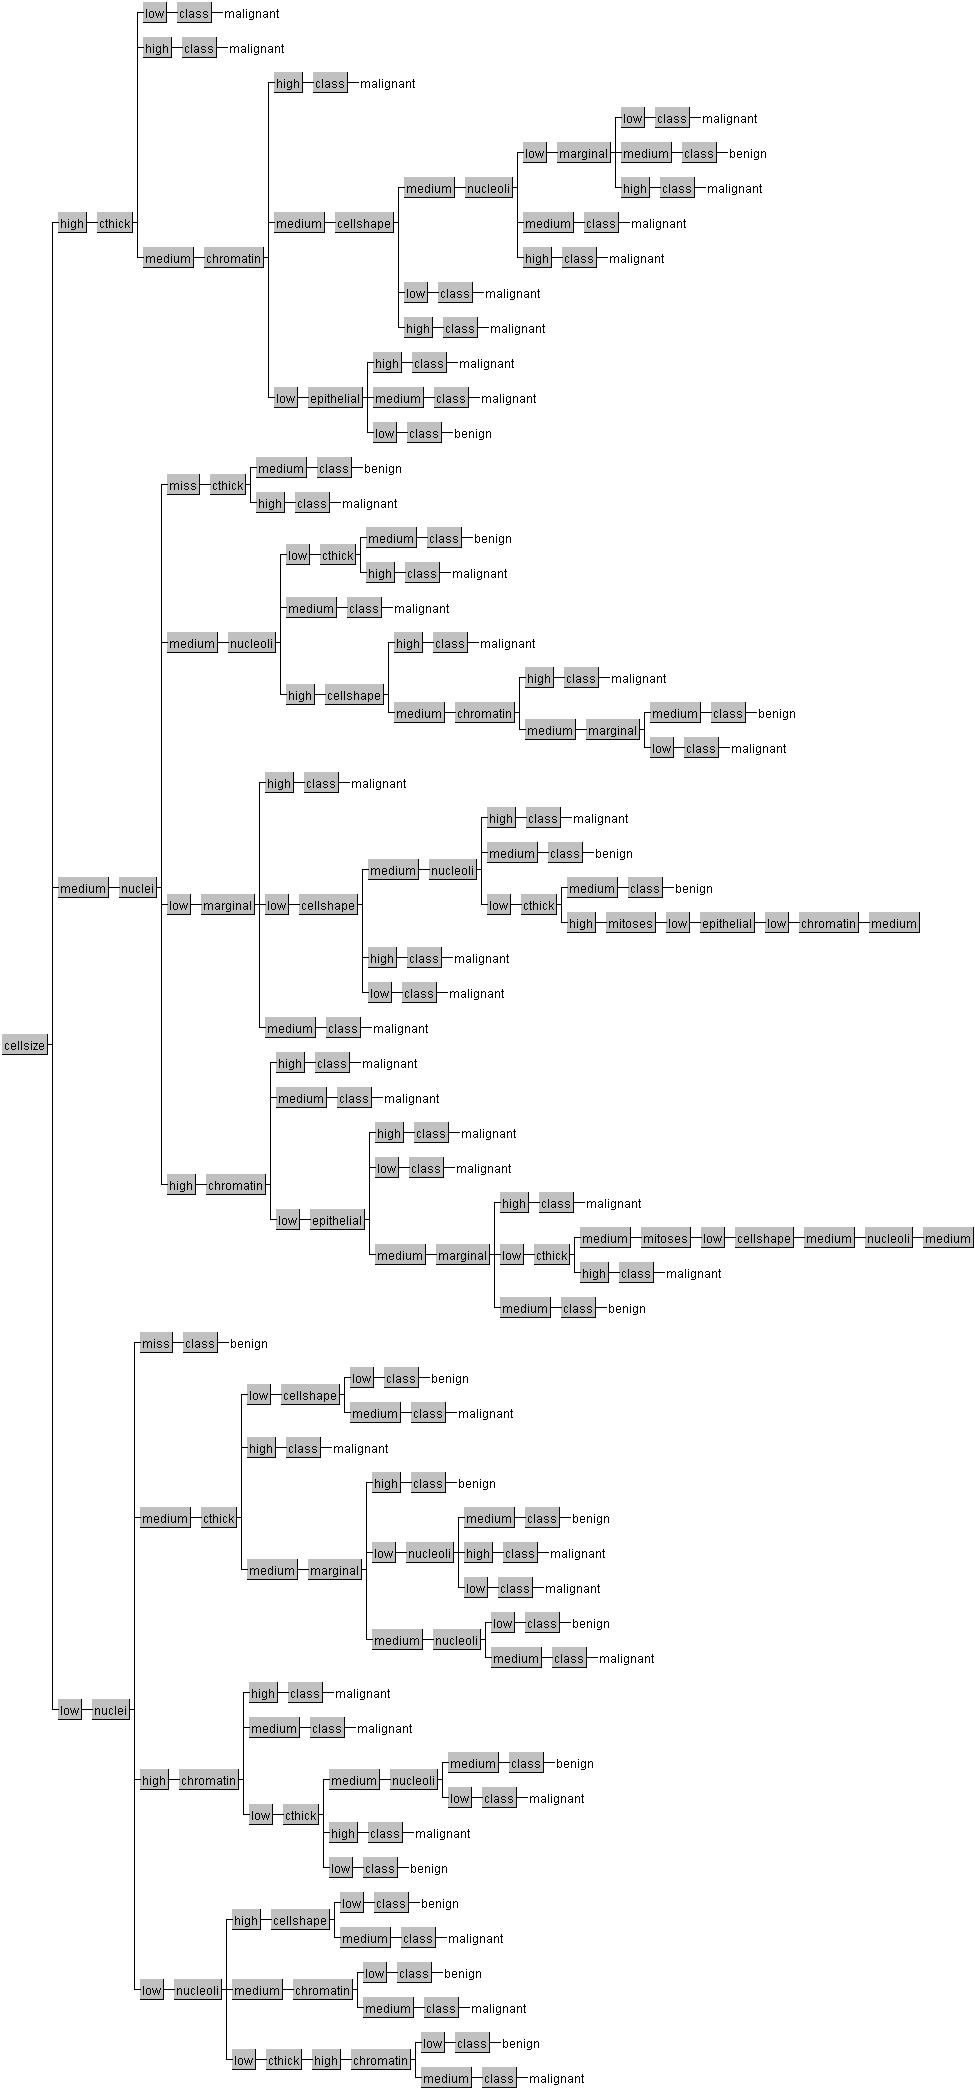 low class malignant
high class malignant
high class malignant
low class malignant
low marginal medium class benign
medium nucleoli high class malignant
high cthick medium cellshape medium class malignant
medium chromatin high class malignant
low class malignant
high class malignant
high class malignant
low epithelial medium class malignant
low class benign
medium class benign
miss cthick
high class malignant
medium class benign
low cthick
high class malignant
medium class malignant
medium nucleoli high class malignant
high class malignant
high cellshape
medium chromatin medium class benign
medium marginal
low class malignant
high class malignant
high class malignant
medium class benign
medium nucleoli
medium nuclei medium class benign
low marginal low cellshape low cthick
high mitoses low epithelial low chromatin medium
high class malignant
low class malignant
medium class malignant
cellsize
high class malignant
medium class malignant
high class malignant
low class malignant
high chromatin
high class malignant
low epithelial
medium mitoses low cellshape medium nucleoli medium
medium marginal low cthick
high class malignant
medium class benign
miss class benign
low class benign
low cellshape
medium class malignant
high class malignant
high class benign
medium cthick medium class benign
low nucleoli high class malignant
medium marginal
low class malignant
low class benign
medium nucleoli
medium class malignant
high class malignant
low nuclei
medium class malignant
medium class benign
high chromatin medium nucleoli
low class malignant
low cthick
high class malignant
low class benign
low class benign
high cellshape
medium class malignant
low class benign
low nucleoli medium chromatin
medium class malignant
low class benign
low cthick high chromatin
medium class malignant